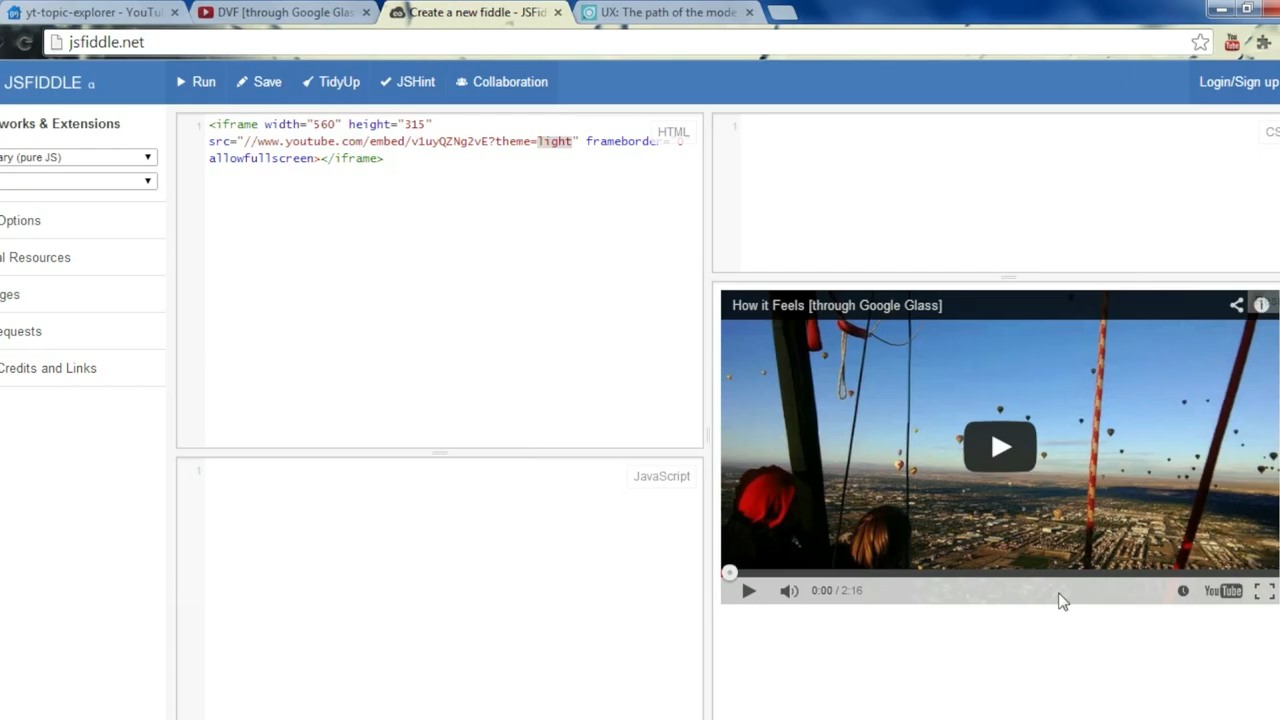 yt-topic-explorer - YouTu
DVF [through Google Glas
Create a new fiddle - JSFid
UX: The path of the mode
jsfiddle.net
JSFIDDLE α
Run
Save
TidyUp
JSHint
Collaboration
Login/Sign up
works & Extensions
ary (pure JS)
Options
al Resources
ges
equests
Credits and Links
1
<iframe width="560" height="315"
src="//www.youtube.com/embed/v1uyQZNg2vE?theme=light" frameborder="0"
allowfullscreen></iframe>
HTML
1
CS
1
JavaScript
How it Feels [through Google Glass]
0:00 / 2:16
YouTube